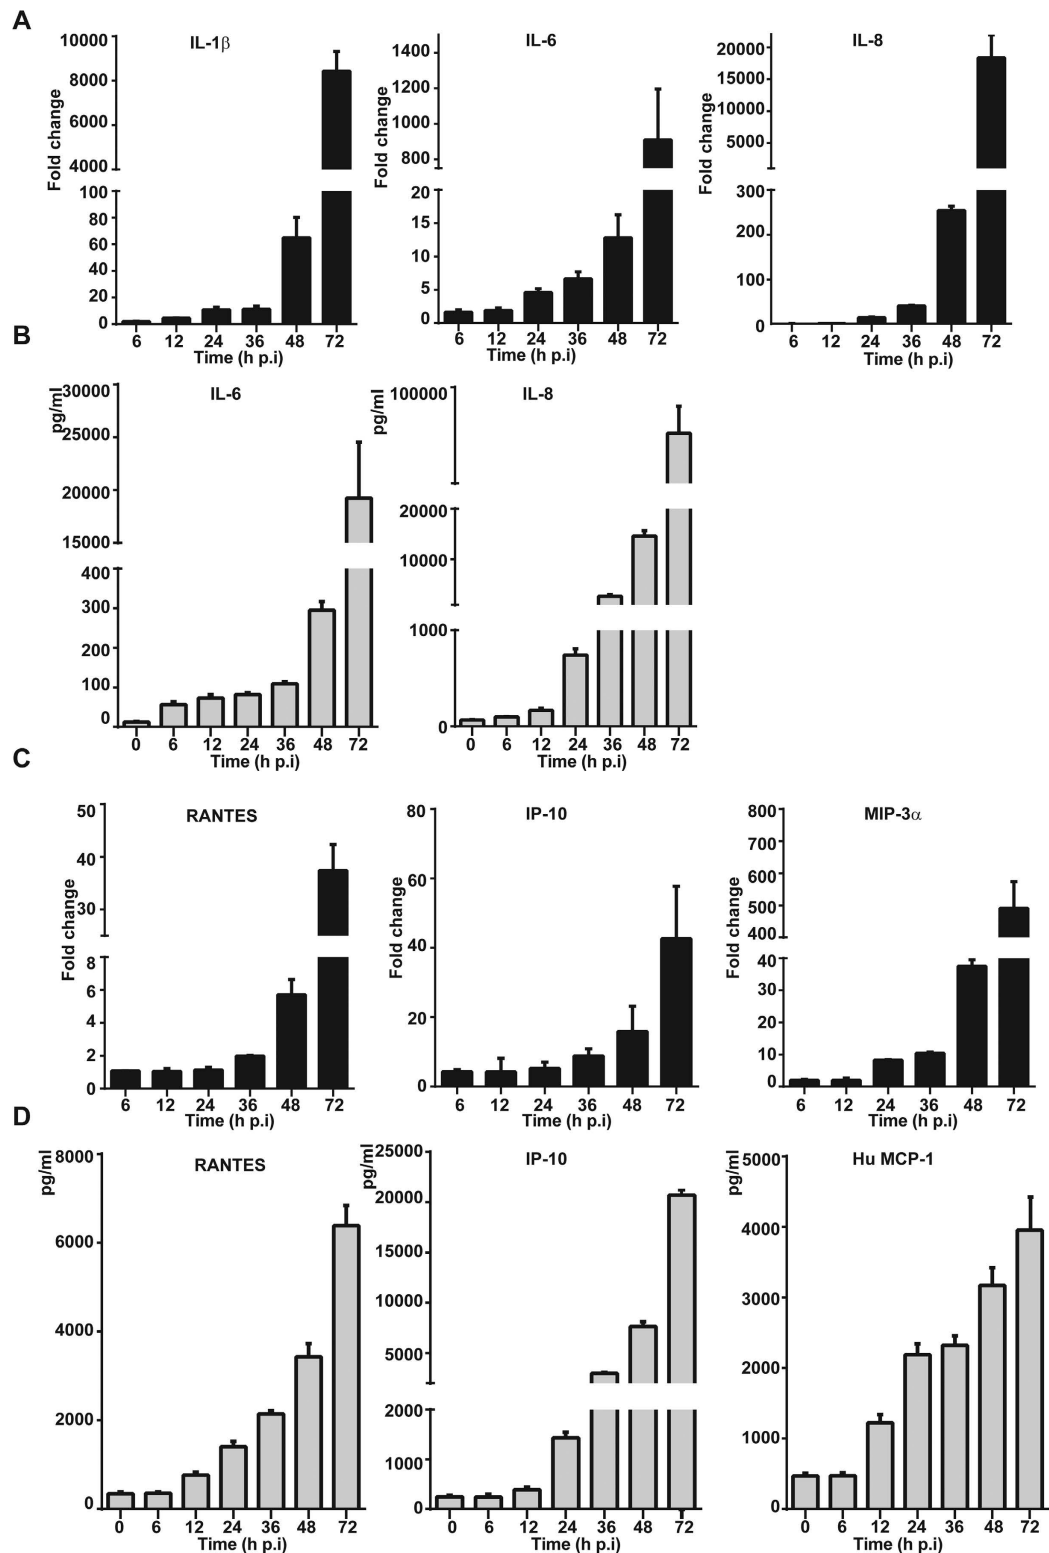 A
IL-1β
IL-6
IL-8
Fold change
10000
8000
6000
4000
100
80
60
40
20
0
6 12 24 36 48 72
Time (h p.i)
Fold change
1400
1200
1000
800
20
15
10
5
0
6 12 24 36 48 72
Time (h p.i)
Fold change
20000
15000
10000
5000
300
200
100
0
6 12 24 36 48 72
Time (h p.i)
B
IL-6
IL-8
pg/ml
30000
25000
20000
15000
400
300
200
100
0
0 6 12 24 36 48 72
Time (h p.i)
pg/ml
100000
20000
10000
1000
0
0 6 12 24 36 48 72
Time (h p.i)
C
RANTES
IP-10
MIP-3α
Fold change
50
40
30
8
6
4
2
0
6 12 24 36 48 72
Time (h p.i)
Fold change
80
60
40
20
0
6 12 24 36 48 72
Time (h p.i)
Fold change
800
700
600
500
400
40
30
20
10
0
6 12 24 36 48 72
Time (h p.i)
D
RANTES
IP-10
Hu MCP-1
pg/ml
8000
6000
4000
2000
0
0 6 12 24 36 48 72
Time (h p.i)
pg/ml
25000
20000
15000
10000
5000
2000
1000
0
0 6 12 24 36 48 72
Time (h p.i)
pg/ml
5000
4000
3000
2000
1000
0
0 6 12 24 36 48 72
Time (h p.i)